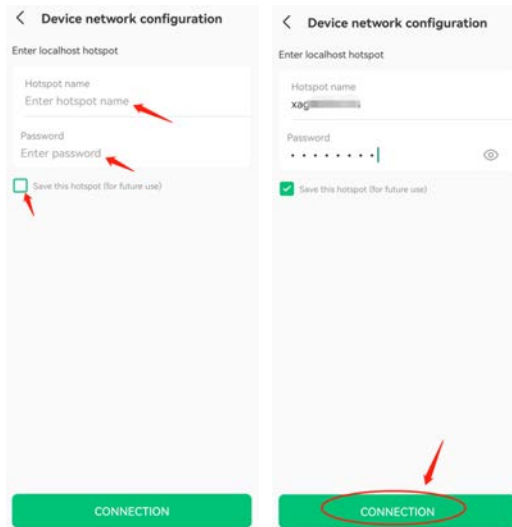 Device network configuration
Enter localhost hotspot
Hotspot name
Enter hotspot name
Password
Enter password
Save this hotspot (for future use)
CONNECTION
Device network configuration
Enter localhost hotspot
Hotspot name
xag
Password
Save this hotspot (for future use)
CONNECTION